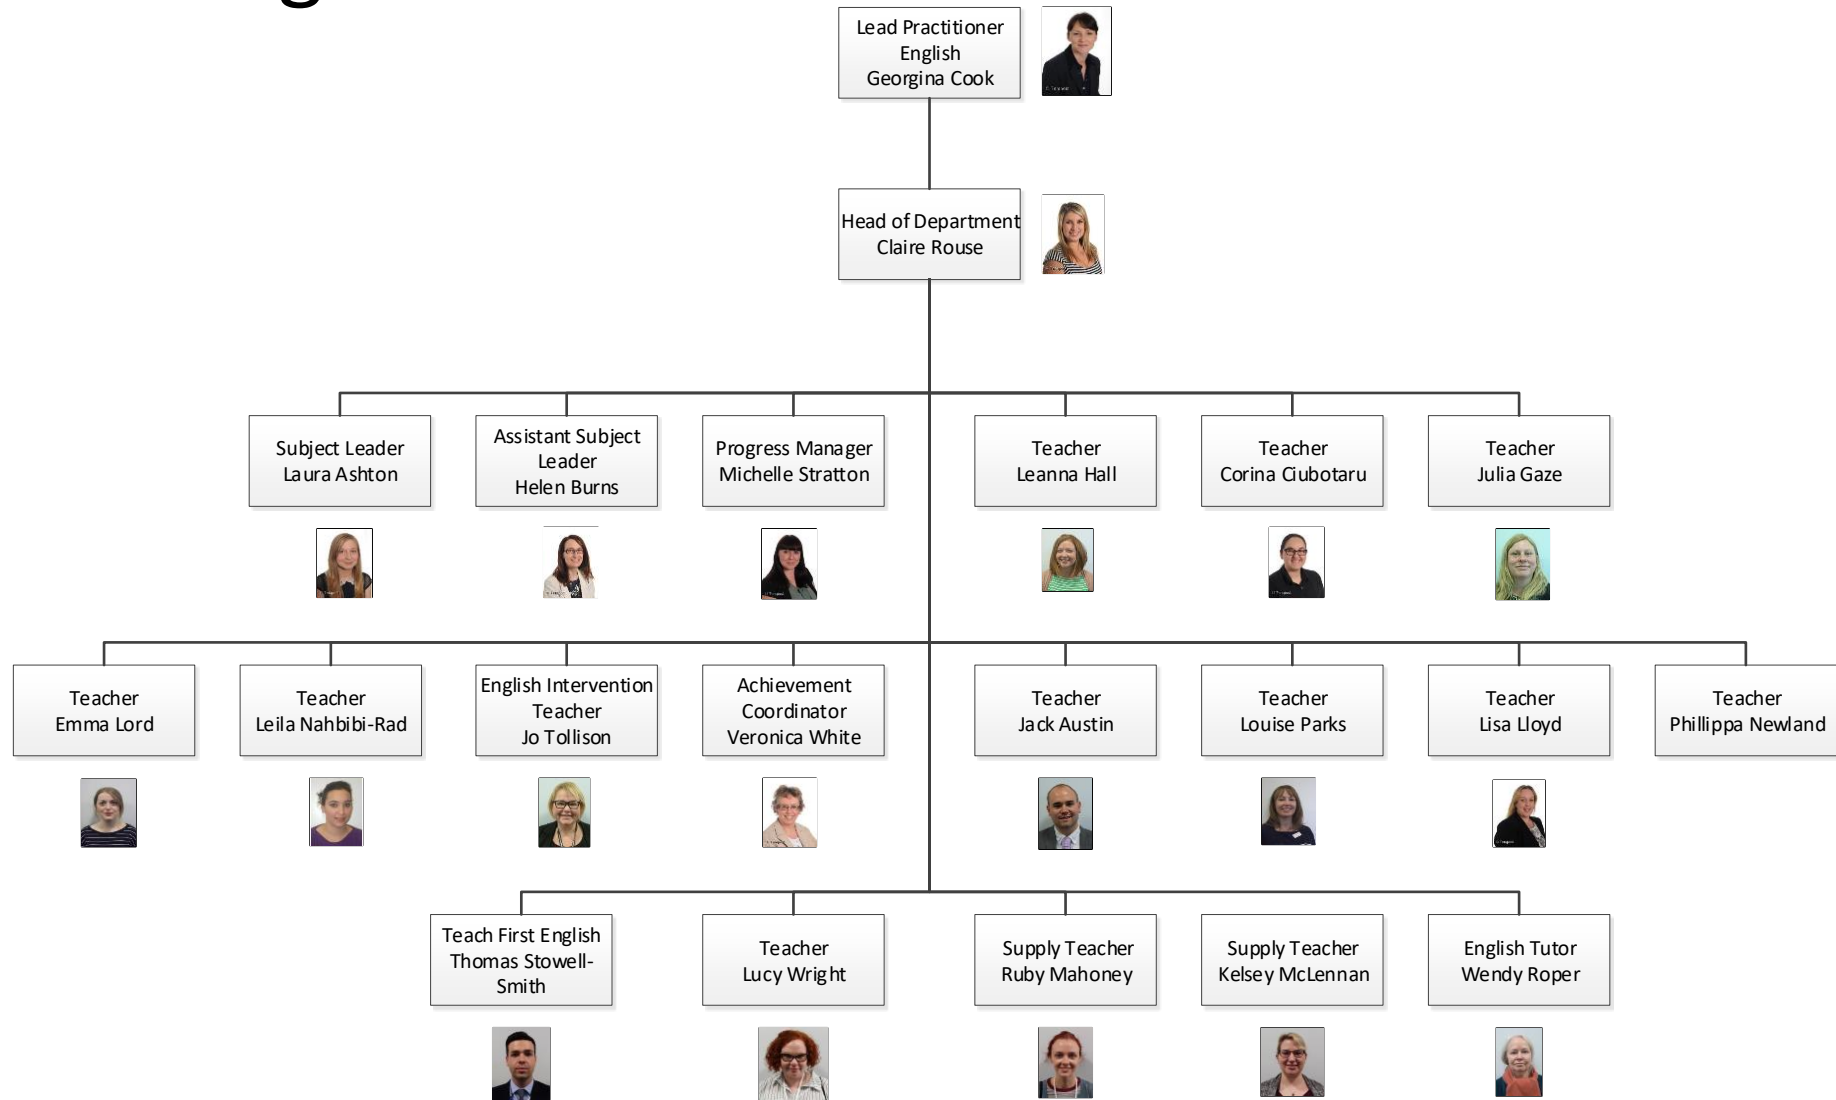 Lead Practitioner
English
Georgina Cook
Head of Department
Claire Rouse
Subject Leader
Laura Ashton
Assistant Subject
Leader
Helen Burns
Progress Manager
Michelle Stratton
Teacher
Leanna Hall
Teacher
Corina Ciubotaru
Teacher
Julia Gaze
Teacher
Emma Lord
Teacher
Leila Nahbibi-Rad
English Intervention
Teacher
Jo Tollison
Achievement
Coordinator
Veronica White
Teacher
Jack Austin
Teacher
Louise Parks
Teacher
Lisa Lloyd
Teacher
Phillippa Newland
Teach First English
Thomas Stowell-
Smith
Teacher
Lucy Wright
Supply Teacher
Ruby Mahoney
Supply Teacher
Kelsey McLennan
English Tutor
Wendy Roper